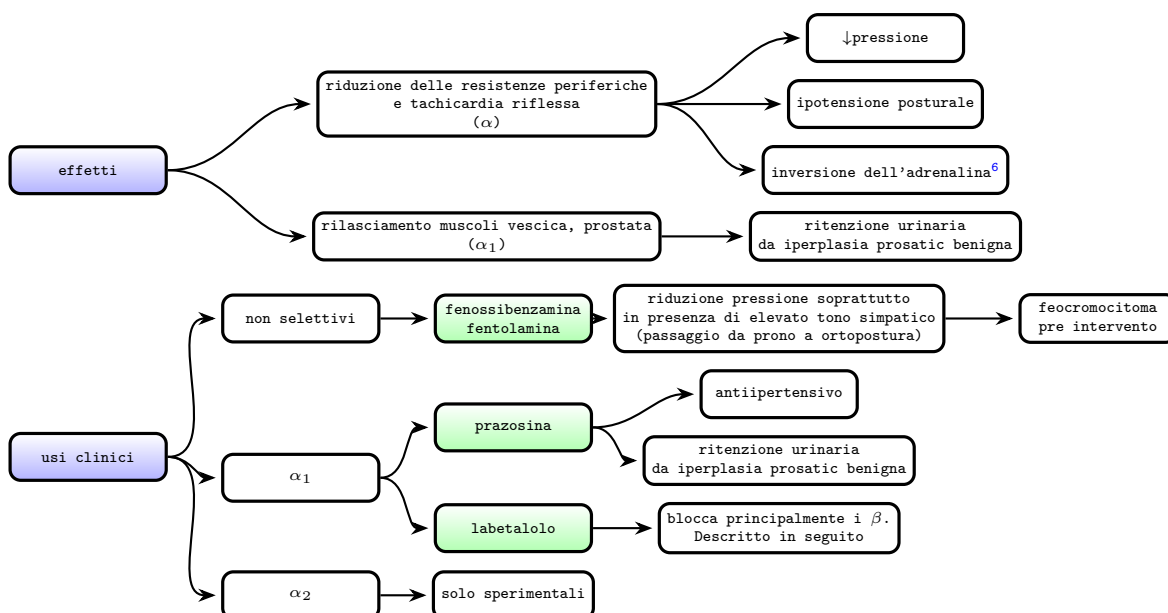 effetti
riduzione delle resistenze periferiche
e tachicardia riflessa
(α)
↓pressione
ipotensione posturale
inversione dell'adrenalina⁶
rilasciamento muscoli vescica, prostata
(α₁)
ritenzione urinaria
da iperplasia prosatic benigna
usi clinici
non selettivi
fenossibenzamina
fentolamina
riduzione pressione soprattutto
in presenza di elevato tono simpatico
(passaggio da prono a ortopostura)
feocromocitoma
pre intervento
α₁
prazosina
antiipertensivo
ritenzione urinaria
da iperplasia prosatic benigna
labetalolo
blocca principalmente i β.
Descritto in seguito
α₂
solo sperimentali